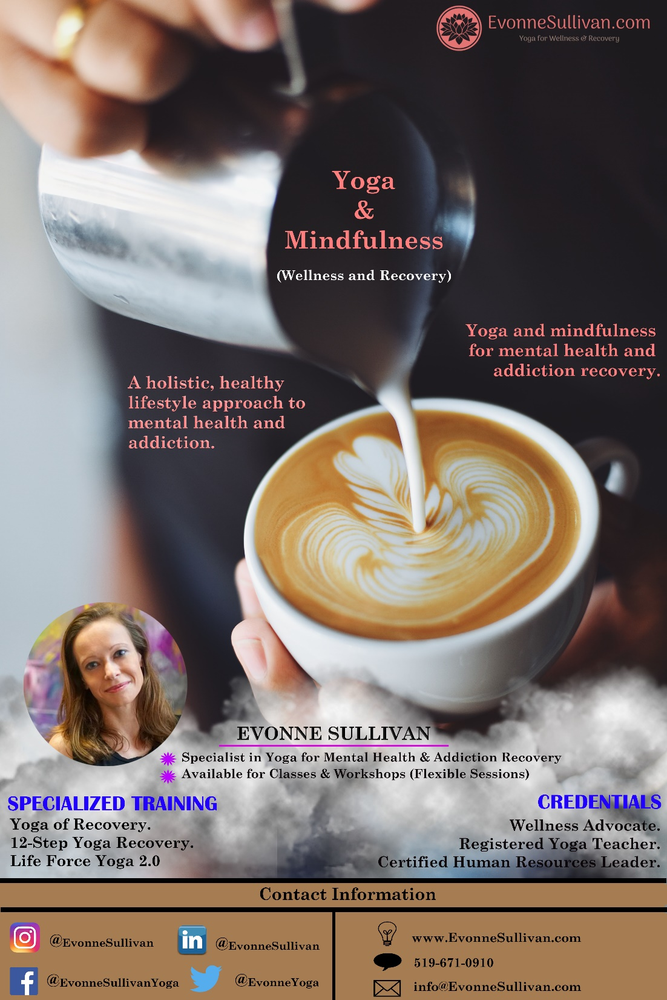 EvonneSullivan.com
Yoga for Wellness & Recovery
Yoga
&
Mindfulness
(Wellness and Recovery)
Yoga and mindfulness
for mental health and
addiction recovery.
A holistic, healthy
lifestyle approach to
mental health and
addiction.
EVONNE SULLIVAN
Specialist in Yoga for Mental Health & Addiction Recovery
Available for Classes & Workshops (Flexible Sessions)
SPECIALIZED TRAINING
Yoga of Recovery.
12-Step Yoga Recovery.
Life Force Yoga 2.0
CREDENTIALS
Wellness Advocate.
Registered Yoga Teacher.
Certified Human Resources Leader.
Contact Information
@EvonneSullivan
in @EvonneSullivan
f @EvonneSullivanYoga
@EvonneYoga
www.EvonneSullivan.com
519-671-0910
info@EvonneSullivan.com